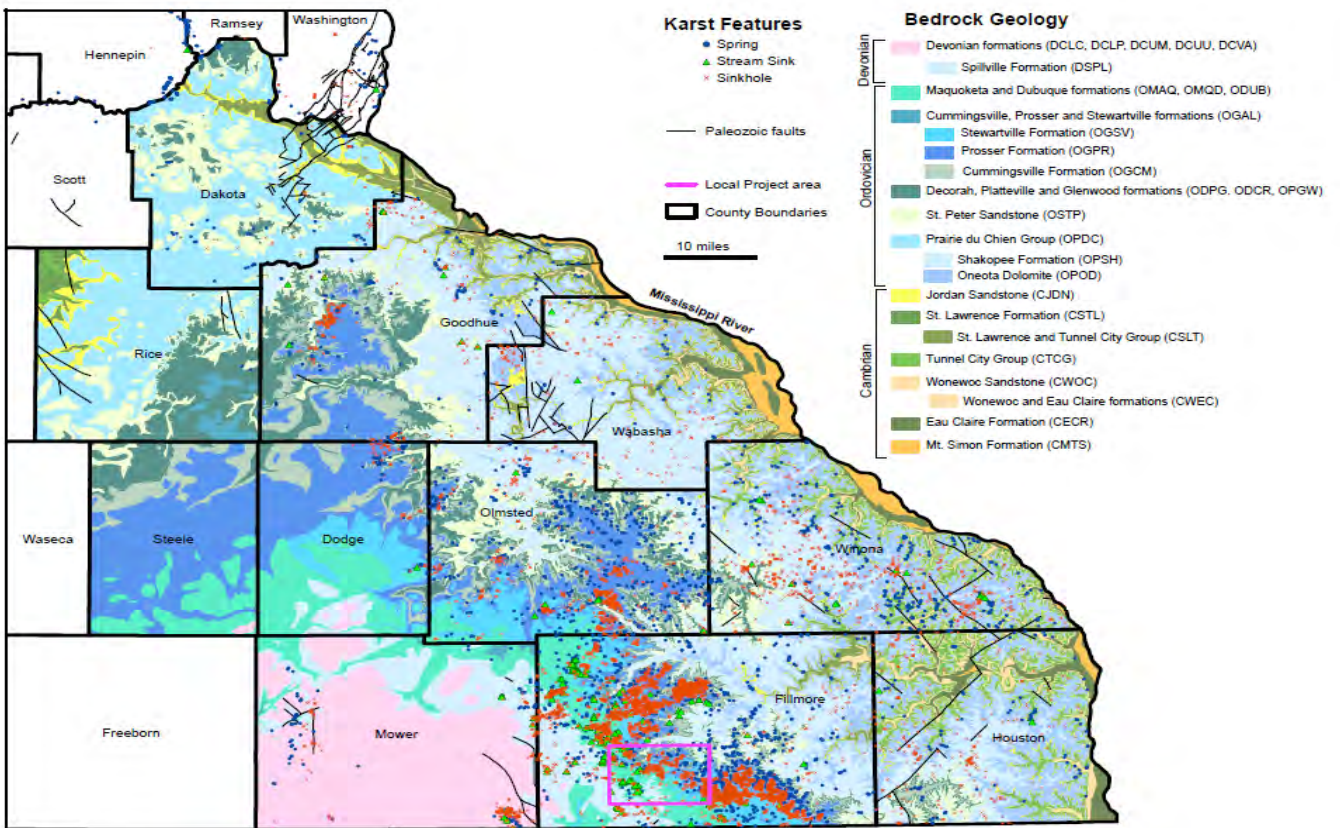 Karst Features
Spring
Stream Sink
Sinkhole
Paleozoic faults
Local Project area
County Boundaries
10 miles
Bedrock Geology
Devonian
Devonian formations (DCLC, DCLP, DCUM, DCUU, DCVA)
Spillville Formation (DSPL)
Ordovician
Maquoketa and Dubuque formations (OMAQ, OMQD, ODUB)
Cummingsville, Prosser and Stewartville formations (OGAL)
Stewartville Formation (OGSV)
Prosser Formation (OGPR)
Cummingsville Formation (OGCM)
Decorah, Platteville and Glenwood formations (ODPG. ODCR, OPGW)
St. Peter Sandstone (OSTP)
Prairie du Chien Group (OPDC)
Shakopee Formation (OPSH)
Oneota Dolomite (OPOD)
Cambrian
Jordan Sandstone (CJDN)
St. Lawrence Formation (CSTL)
St. Lawrence and Tunnel City Group (CSLT)
Tunnel City Group (CTCG)
Wonewoc Sandstone (CWOC)
Wonewoc and Eau Claire formations (CWEC)
Eau Claire Formation (CECR)
Mt. Simon Formation (CMTS)
Ramsey
Washington
Hennepin
Scott
Dakota
Mississippi River
Goodhue
Rice
Wabasha
Olmsted
Waseca
Steele
Dodge
Winona
Fillmore
Freeborn
Mower
Houston